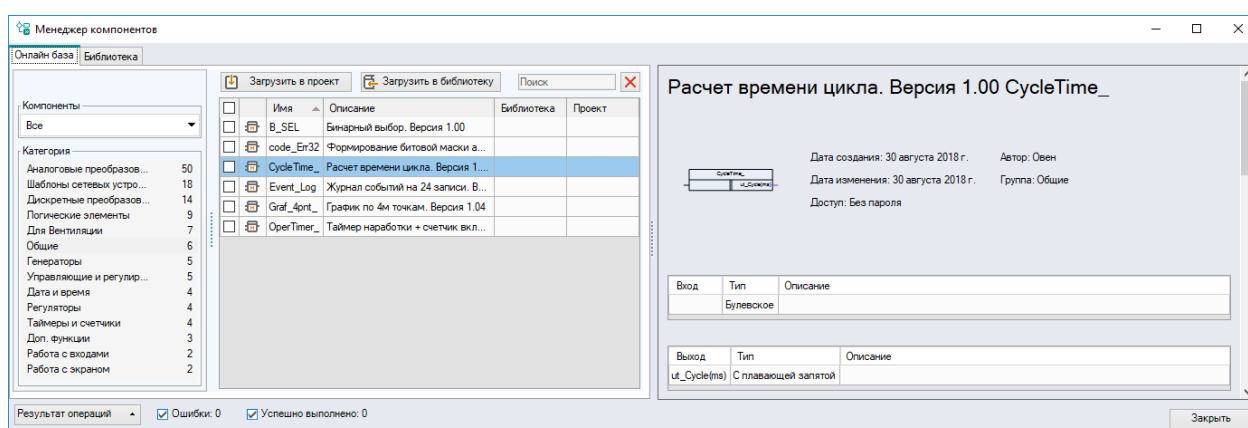 Менеджер компонентов
Онлайн база Библиотека
Загрузить в проект Загрузить в библиотеку Поиск
Компоненты
Все
Категория
Аналоговые преобразов... 50
Шаблоны сетевых устро... 18
Дискретные преобразов... 14
Логические элементы 9
Для Вентиляции 7
Общие 6
Генераторы 5
Управляющие и регулир... 5
Дата и время 4
Регуляторы 4
Таймеры и счетчики 4
Доп. функции 3
Работа с входами 2
Работа с экраном 2
Имя Описание Библиотека Проект
B_SEL Бинарный выбор. Версия 1.00
code_Err32 Формирование битовой маски а...
CycleTime_ Расчет времени цикла. Версия 1....
Event_Log Журнал событий на 24 записи. В...
Graf_4pnt_ График по 4м точкам. Версия 1.04
OperTimer_ Таймер наработки + счетчик вкл...
Расчет времени цикла. Версия 1.00 CycleTime_
CycleTime_
ut_Cycle(ms)
Дата создания: 30 августа 2018 г. Автор: Овен
Дата изменения: 30 августа 2018 г. Группа: Общие
Доступ: Без пароля
Вход Тип Описание
Булевское
Выход Тип Описание
ut_Cycle(ms) С плавающей запятой
Результат операций Ошибки: 0 Успешно выполнено: 0
Закрыть